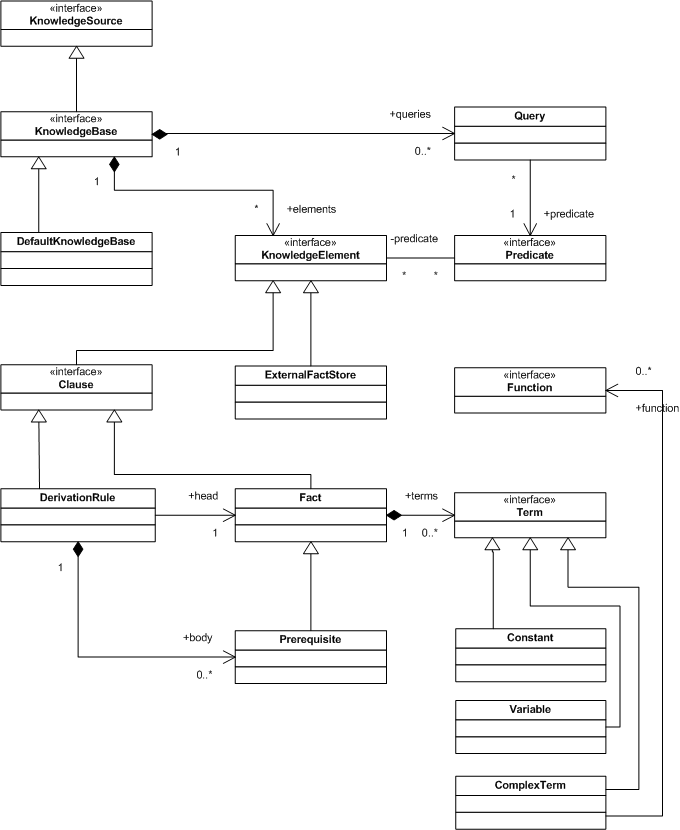 «interface»
KnowledgeSource
«interface»
KnowledgeBase
+queries
1
0..*
Query
1
*
+elements
*
1
+predicate
DefaultKnowledgeBase
«interface»
KnowledgeElement
-predicate
*
*
«interface»
Predicate
«interface»
Clause
ExternalFactStore
«interface»
Function
0..*
+function
DerivationRule
+head
1
Fact
+terms
1
0..*
«interface»
Term
1
+body
0..*
Prerequisite
Constant
Variable
ComplexTerm